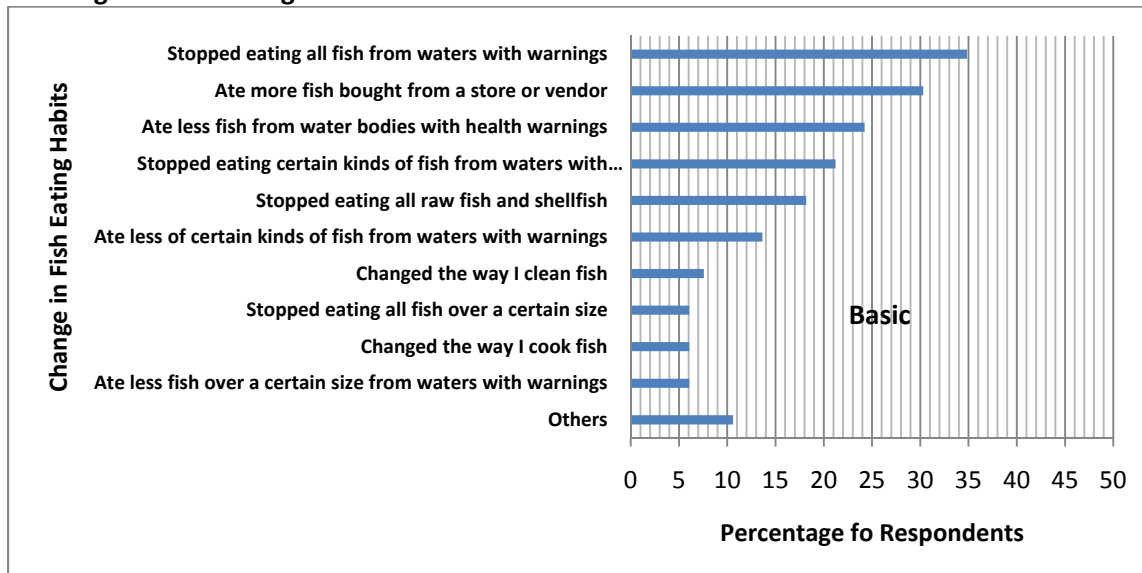 Change in Fish Eating Habits
Stopped eating all fish from waters with warnings
Ate more fish bought from a store or vendor
Ate less fish from water bodies with health warnings
Stopped eating certain kinds of fish from waters with…
Stopped eating all raw fish and shellfish
Ate less of certain kinds of fish from waters with warnings
Changed the way I clean fish
Stopped eating all fish over a certain size
Changed the way I cook fish
Ate less fish over a certain size from waters with warnings
Others
Basic
0 5 10 15 20 25 30 35 40 45 50
Percentage fo Respondents